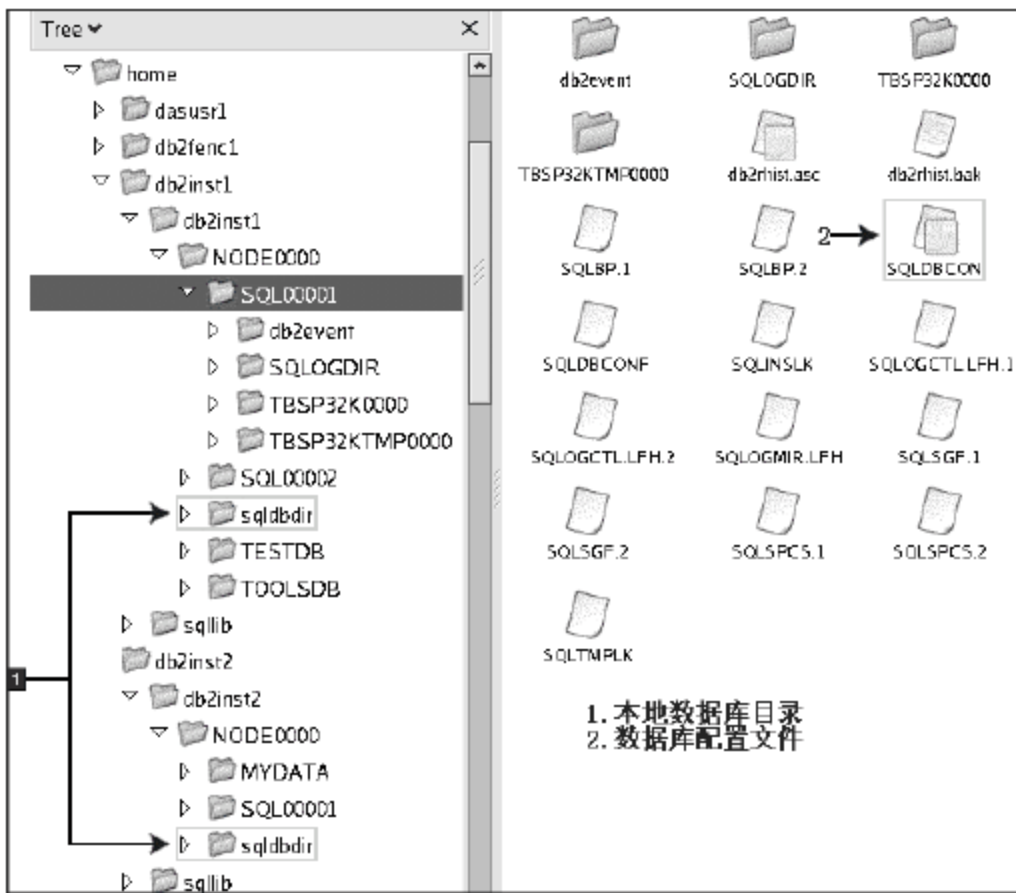 Tree
home
dasusr1
db2fenc1
db2inst1
db2inst1
NODE0000
SQL00001
db2event
SQLOGDIR
TBSP32K0000
TBSP32KTMP0000
SQL00002
sqldbdir
TESTDB
TOOLSDB
sqllib
db2inst2
db2inst2
NODE0000
MYDATA
SQL00001
sqldbdir
sqllib
1
db2event SQLOGDIR TBSP32K0000
TBSP32KTMP0000 db2rhist.asc db2rhist.bak
2
SQLBP.1 SQLBP.2 SQLDBCON
SQLDBCONF SQLINSLK SQLOGCTL.LFH.1
SQLOGCTL.LFH.2 SQLOGMIR.LFH SQLSGF.1
SQLSGF.2 SQLSPCS.1 SQLSPCS.2
SQLTMPLK
1. 本地数据库目录
2. 数据库配置文件